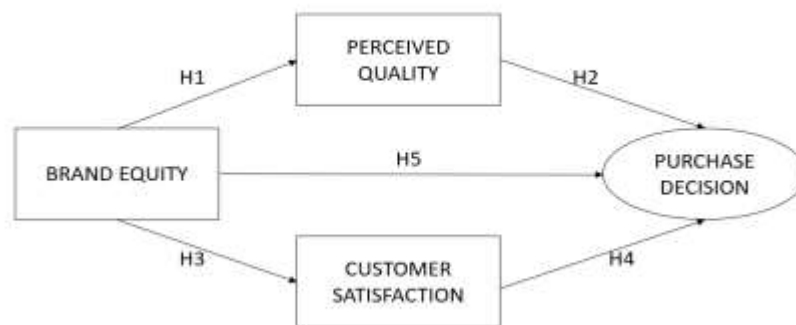 PERCEIVED
QUALITY
H1
H2
BRAND EQUITY
H5
PURCHASE
DECISION
H3
CUSTOMER
SATISFACTION
H4